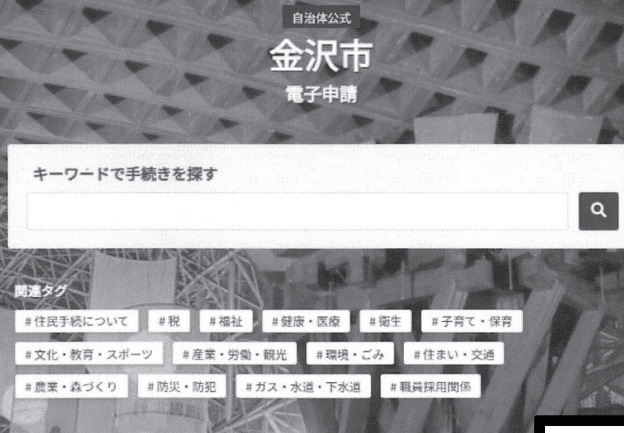 自治体公式
金沢市
電子申請
キーワードで手続きを探す
関連タグ
#住民手続について #税 #福祉 #健康・医療 #衛生 #子育て・保育
#文化・教育・スポーツ #産業・労働・観光 #環境・ごみ #住まい・交通
#農業・森づくり #防災・防犯 #ガス・水道・下水道 #職員採用関係